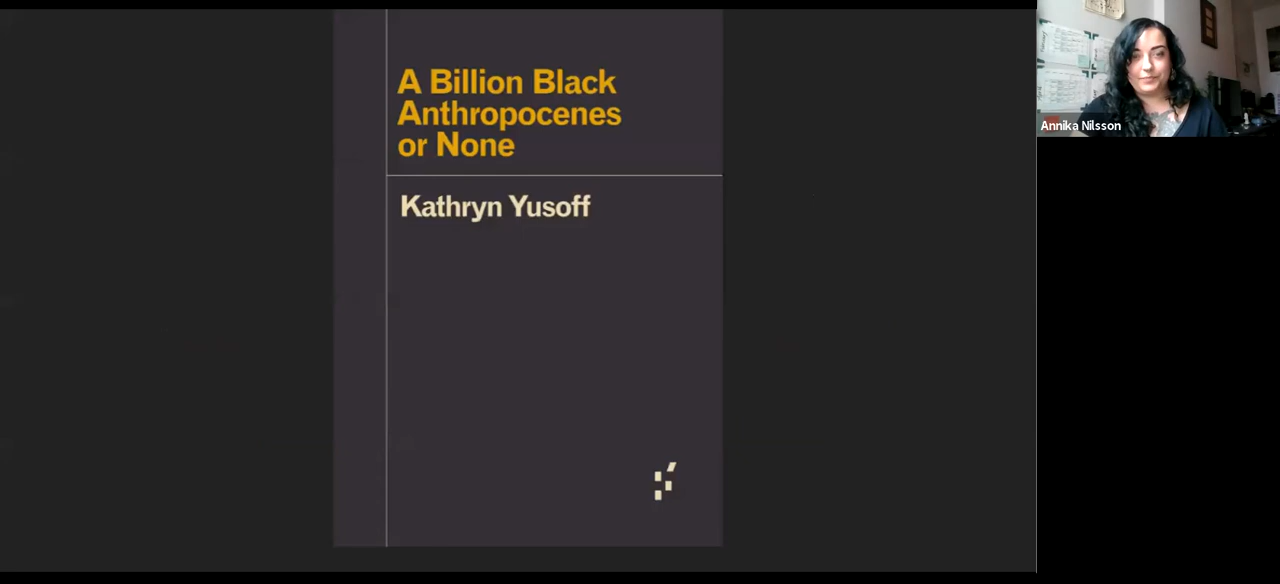 A Billion Black
Anthropocenes
or None
Kathryn Yusoff
Annika Nilsson